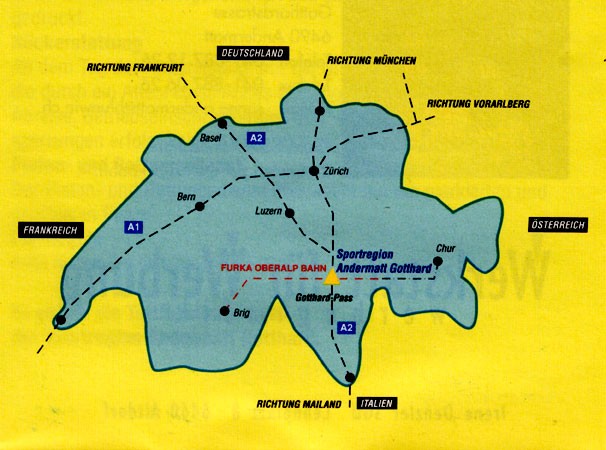 DEUTSCHLAND
RICHTUNG FRANKFURT
RICHTUNG MÜNCHEN
RICHTUNG VORARLBERG
Basel
A2
Zürich
Bern
Luzern
A1
FRANKREICH
ÖSTERREICH
Sportregion
Andermatt Gotthard
Chur
FURKA OBERALP BAHN
Gotthard-Pass
Brig
A2
RICHTUNG MAILAND
ITALIEN